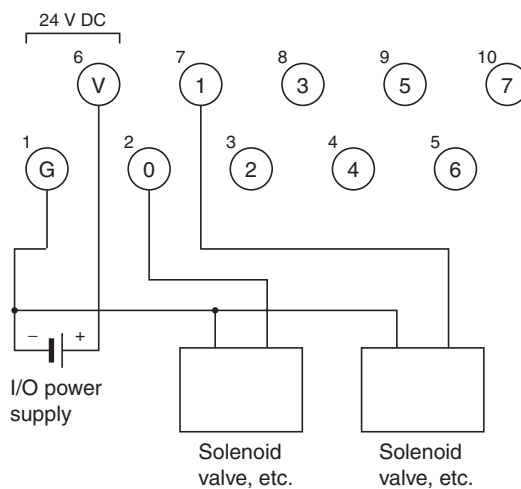 24 V DC
6 7 8 9 10
V 1 3 5 7
1 2 3 4 5
G 0 2 4 6
− +
I/O power
supply
Solenoid
valve, etc.
Solenoid
valve, etc.